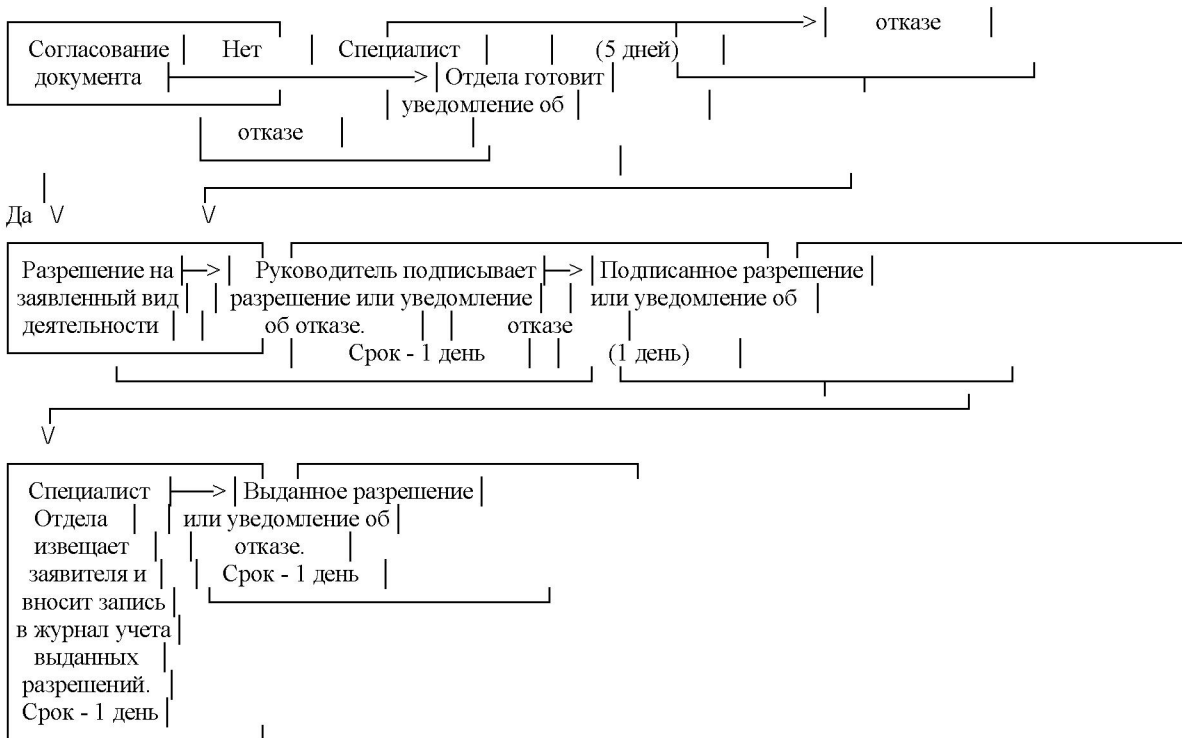 отказе
Согласование Нет Специалист (5 дней)
документа Отдела готовит
уведомление об
отказе
Да
Разрешение на Руководитель подписывает Подписанное разрешение
заявленный вид разрешение или уведомление или уведомление об
деятельности об отказе. отказе
Срок - 1 день (1 день)
Специалист Выданное разрешение
Отдела или уведомление об
извещает отказе.
заявителя и Срок - 1 день
вносит запись
в журнал учета
выданных
разрешений.
Срок - 1 день